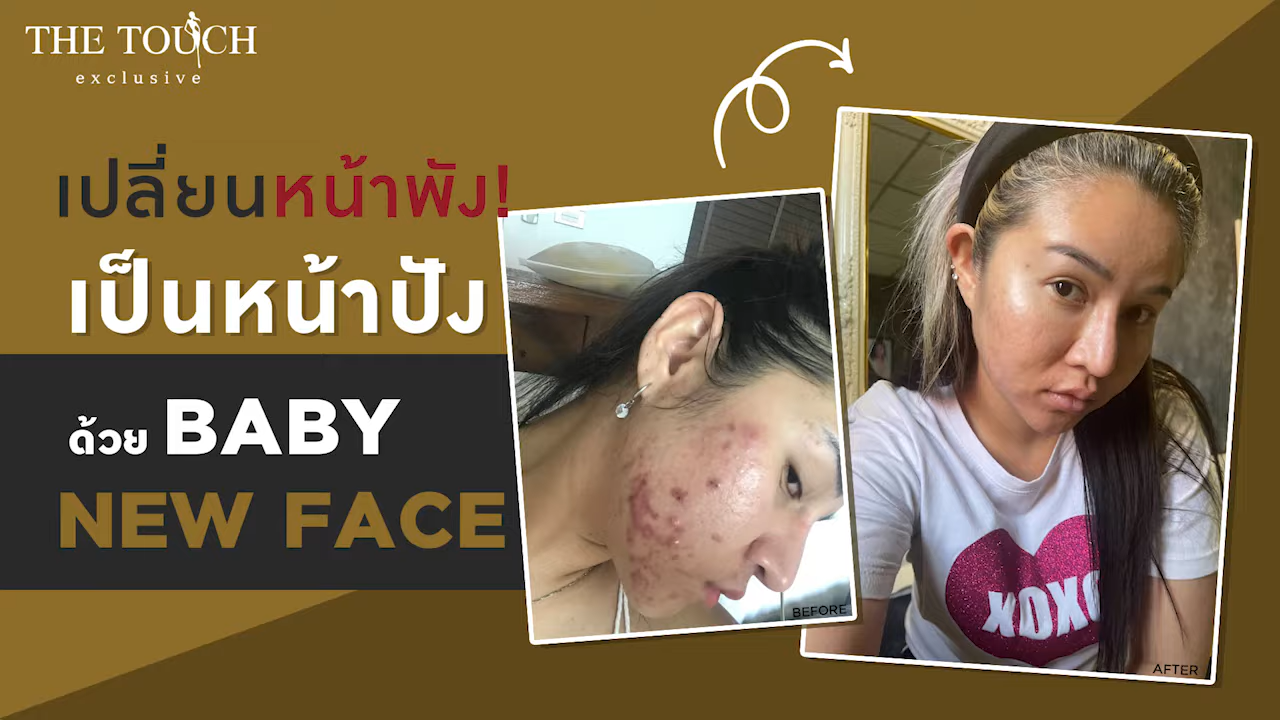 THE TOUCH
exclusive
เปลี่ยนหน้าพัง!
เป็นหน้าปัง
ด้วย BABY
NEW FACE
BEFORE
XOXO
AFTER